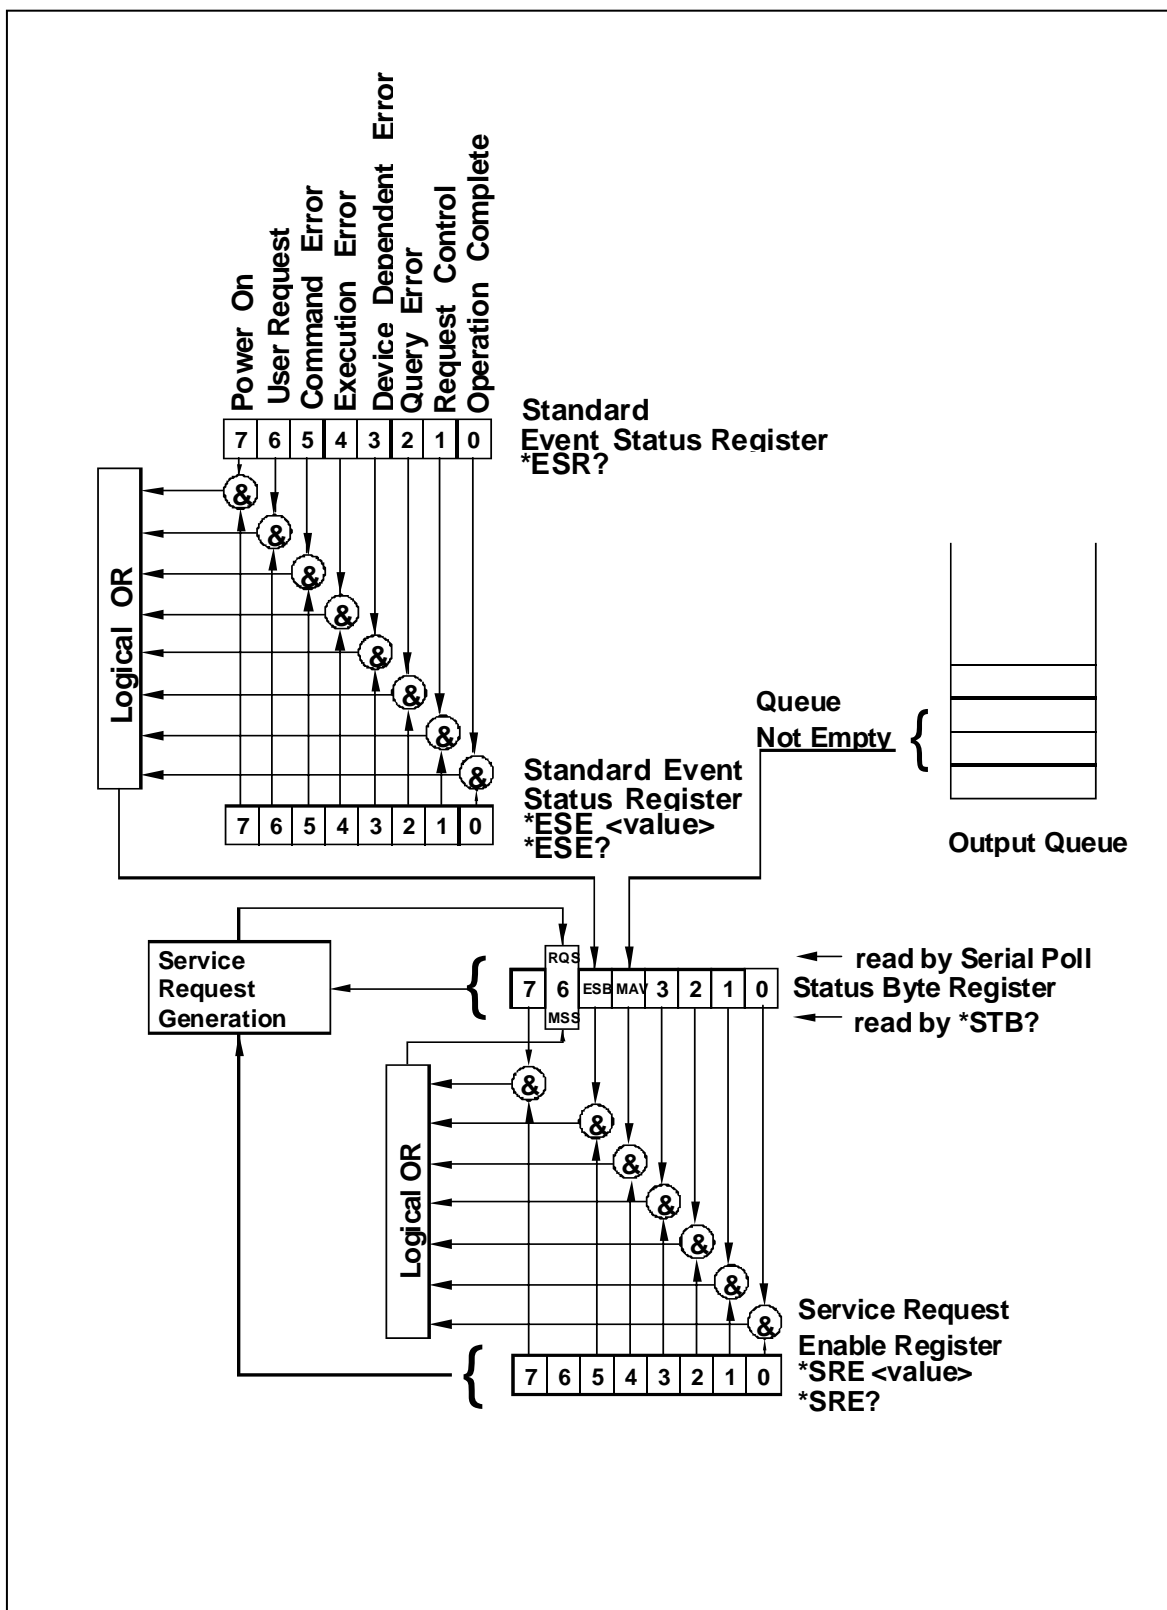 Power On
User Request
Command Error
Execution Error
Device Dependent Error
Query Error
Request Control
Operation Complete
7 6 5 4 3 2 1 0
Standard
Event Status Register
*ESR?
&
&
&
&
&
&
&
&
Logical OR
Queue
Not Empty
{
Output Queue
Standard Event
Status Register
*ESE <value>
*ESE?
7 6 5 4 3 2 1 0
Service
Request
Generation
{
RQS
7 6 ESB MAV 3 2 1 0
MSS
read by Serial Poll
Status Byte Register
read by *STB?
&
&
&
&
&
&
&
Logical OR
Service Request
Enable Register
*SRE <value>
*SRE?
{
7 6 5 4 3 2 1 0